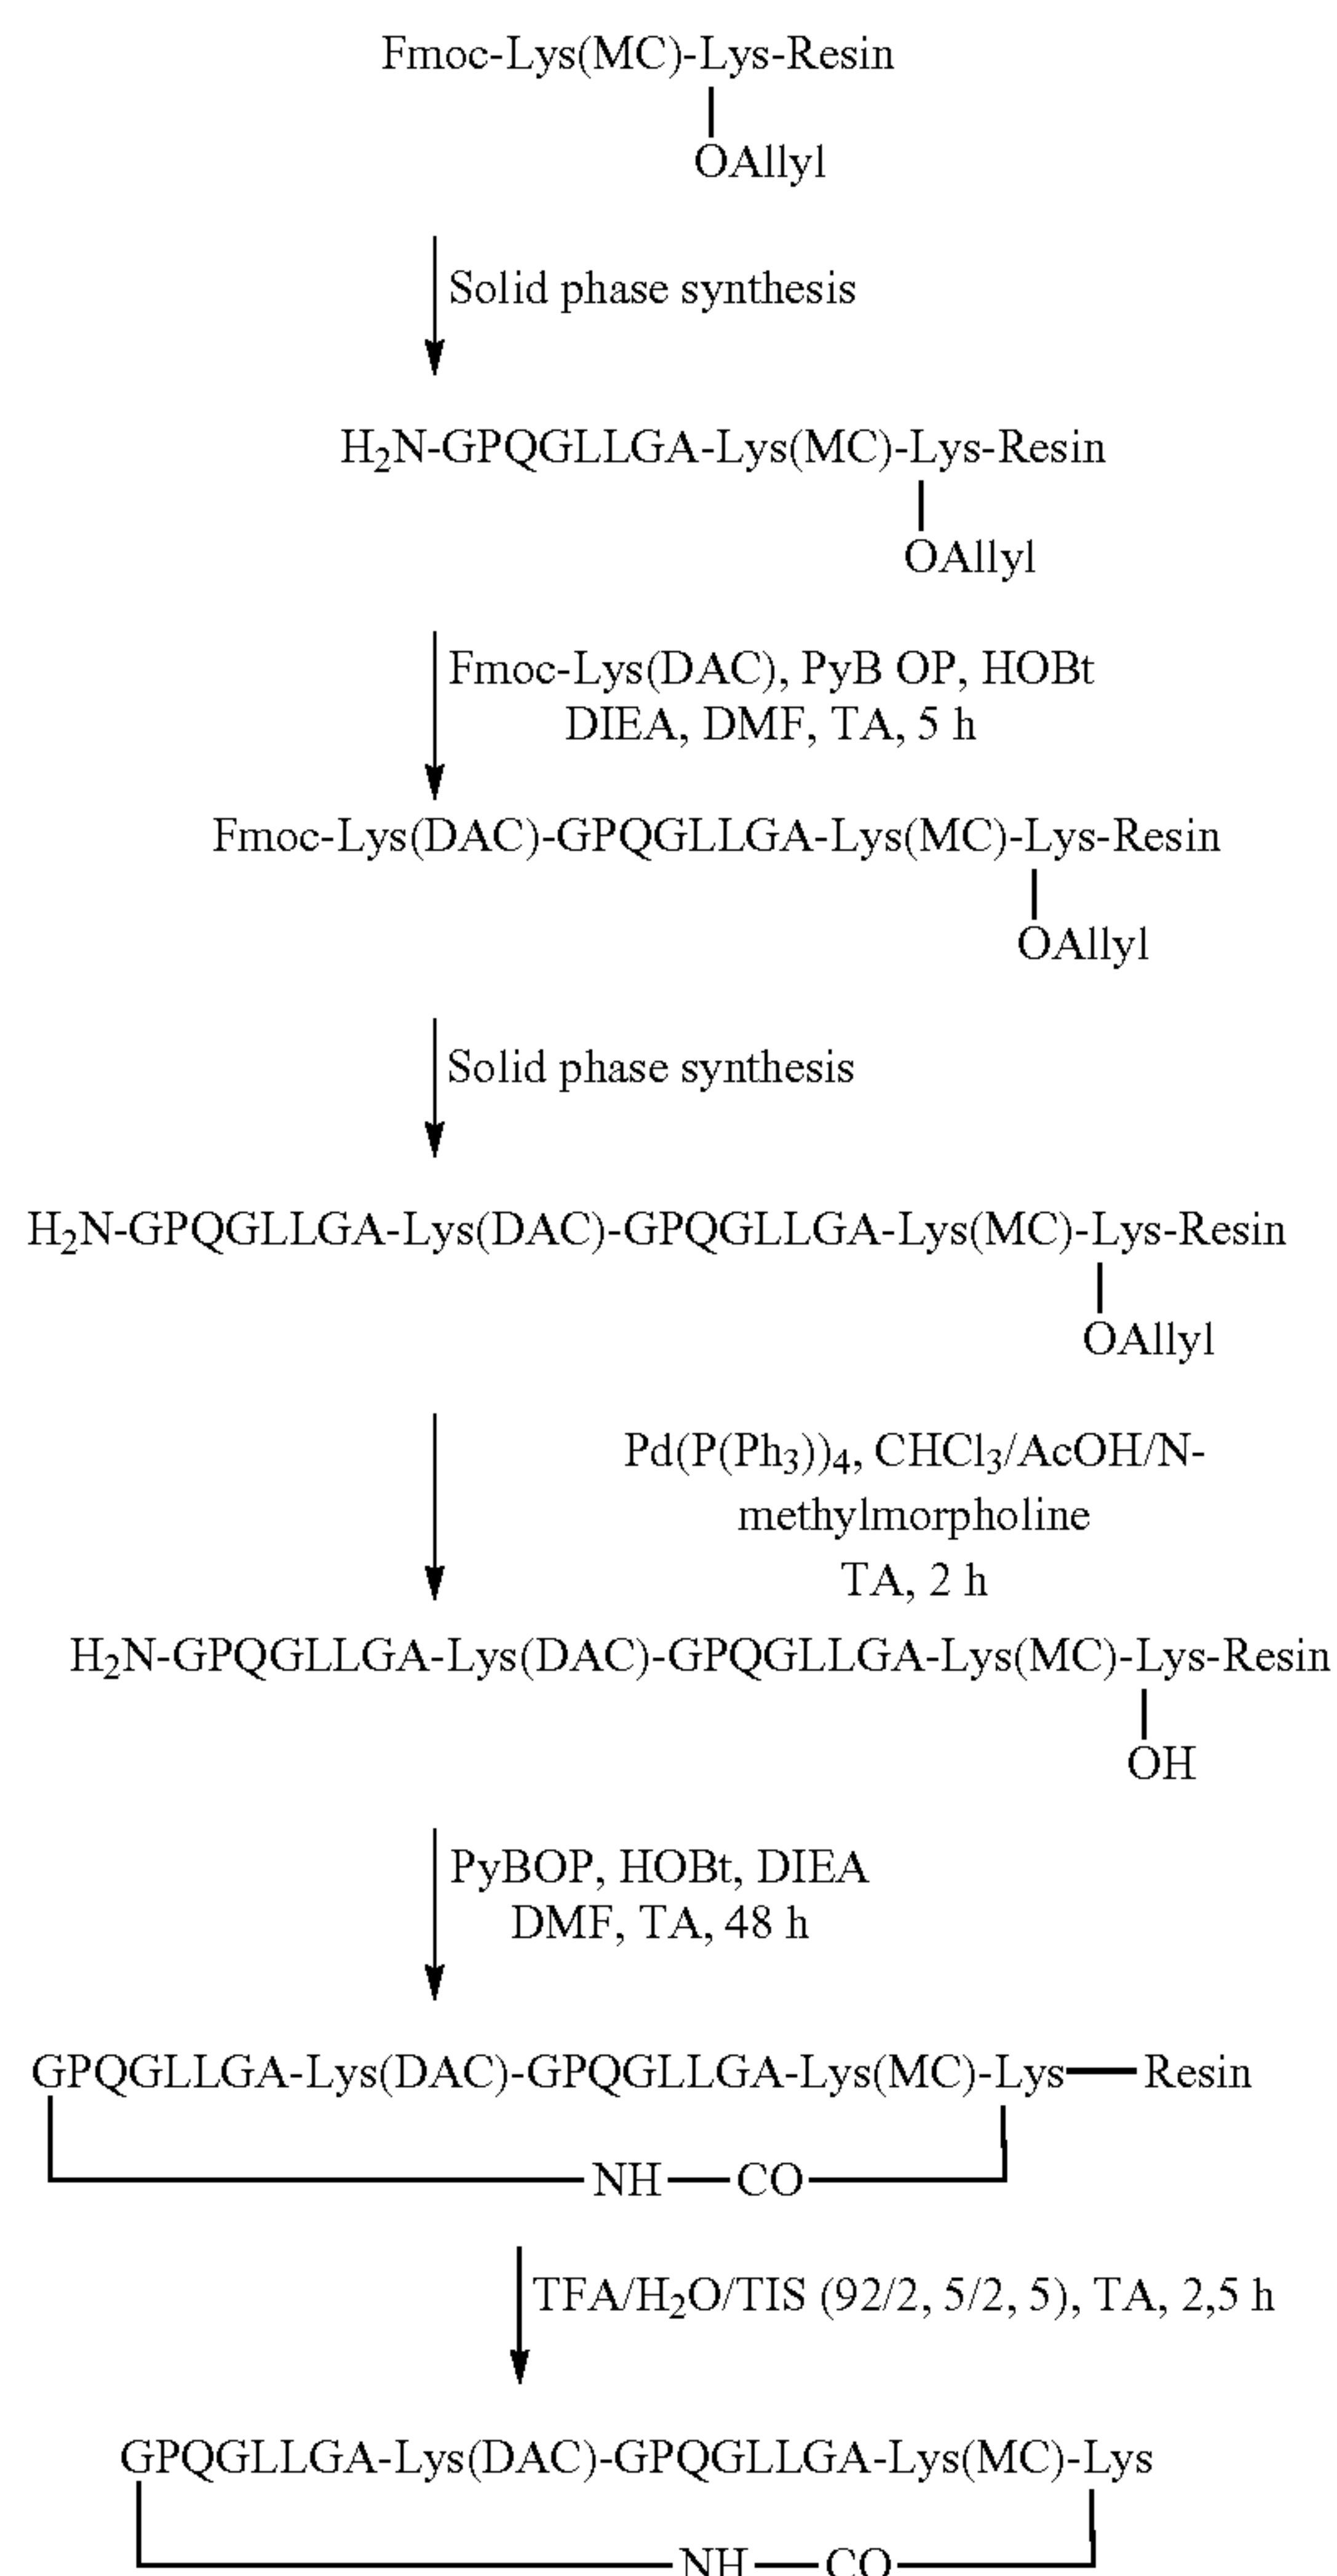 Fmoc-Lys(MC)-Lys-Resin
OAllyl
Solid phase synthesis
H₂N-GPQGLLGA-Lys(MC)-Lys-Resin
OAllyl
Fmoc-Lys(DAC), PyB OP, HOBt
DIEA, DMF, TA, 5 h
Fmoc-Lys(DAC)-GPQGLLGA-Lys(MC)-Lys-Resin
OAllyl
Solid phase synthesis
H₂N-GPQGLLGA-Lys(DAC)-GPQGLLGA-Lys(MC)-Lys-Resin
OAllyl
Pd(P(Ph₃))₄, CHCl₃/AcOH/N-
methylmorpholine
TA, 2 h
H₂N-GPQGLLGA-Lys(DAC)-GPQGLLGA-Lys(MC)-Lys-Resin
OH
PyBOP, HOBt, DIEA
DMF, TA, 48 h
GPQGLLGA-Lys(DAC)-GPQGLLGA-Lys(MC)-Lys—Resin
NH—CO
TFA/H₂O/TIS (92/2, 5/2, 5), TA, 2,5 h
GPQGLLGA-Lys(DAC)-GPQGLLGA-Lys(MC)-Lys
NH—CO